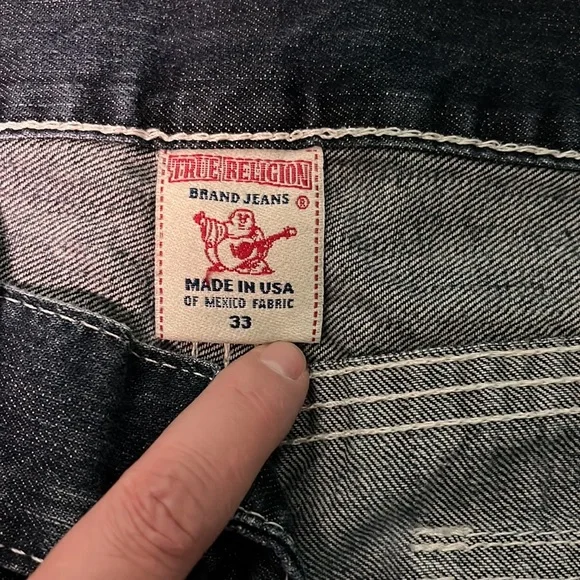 TRUE RELIGION
BRAND JEANS
®
MADE IN USA
OF MEXICO FABRIC
33